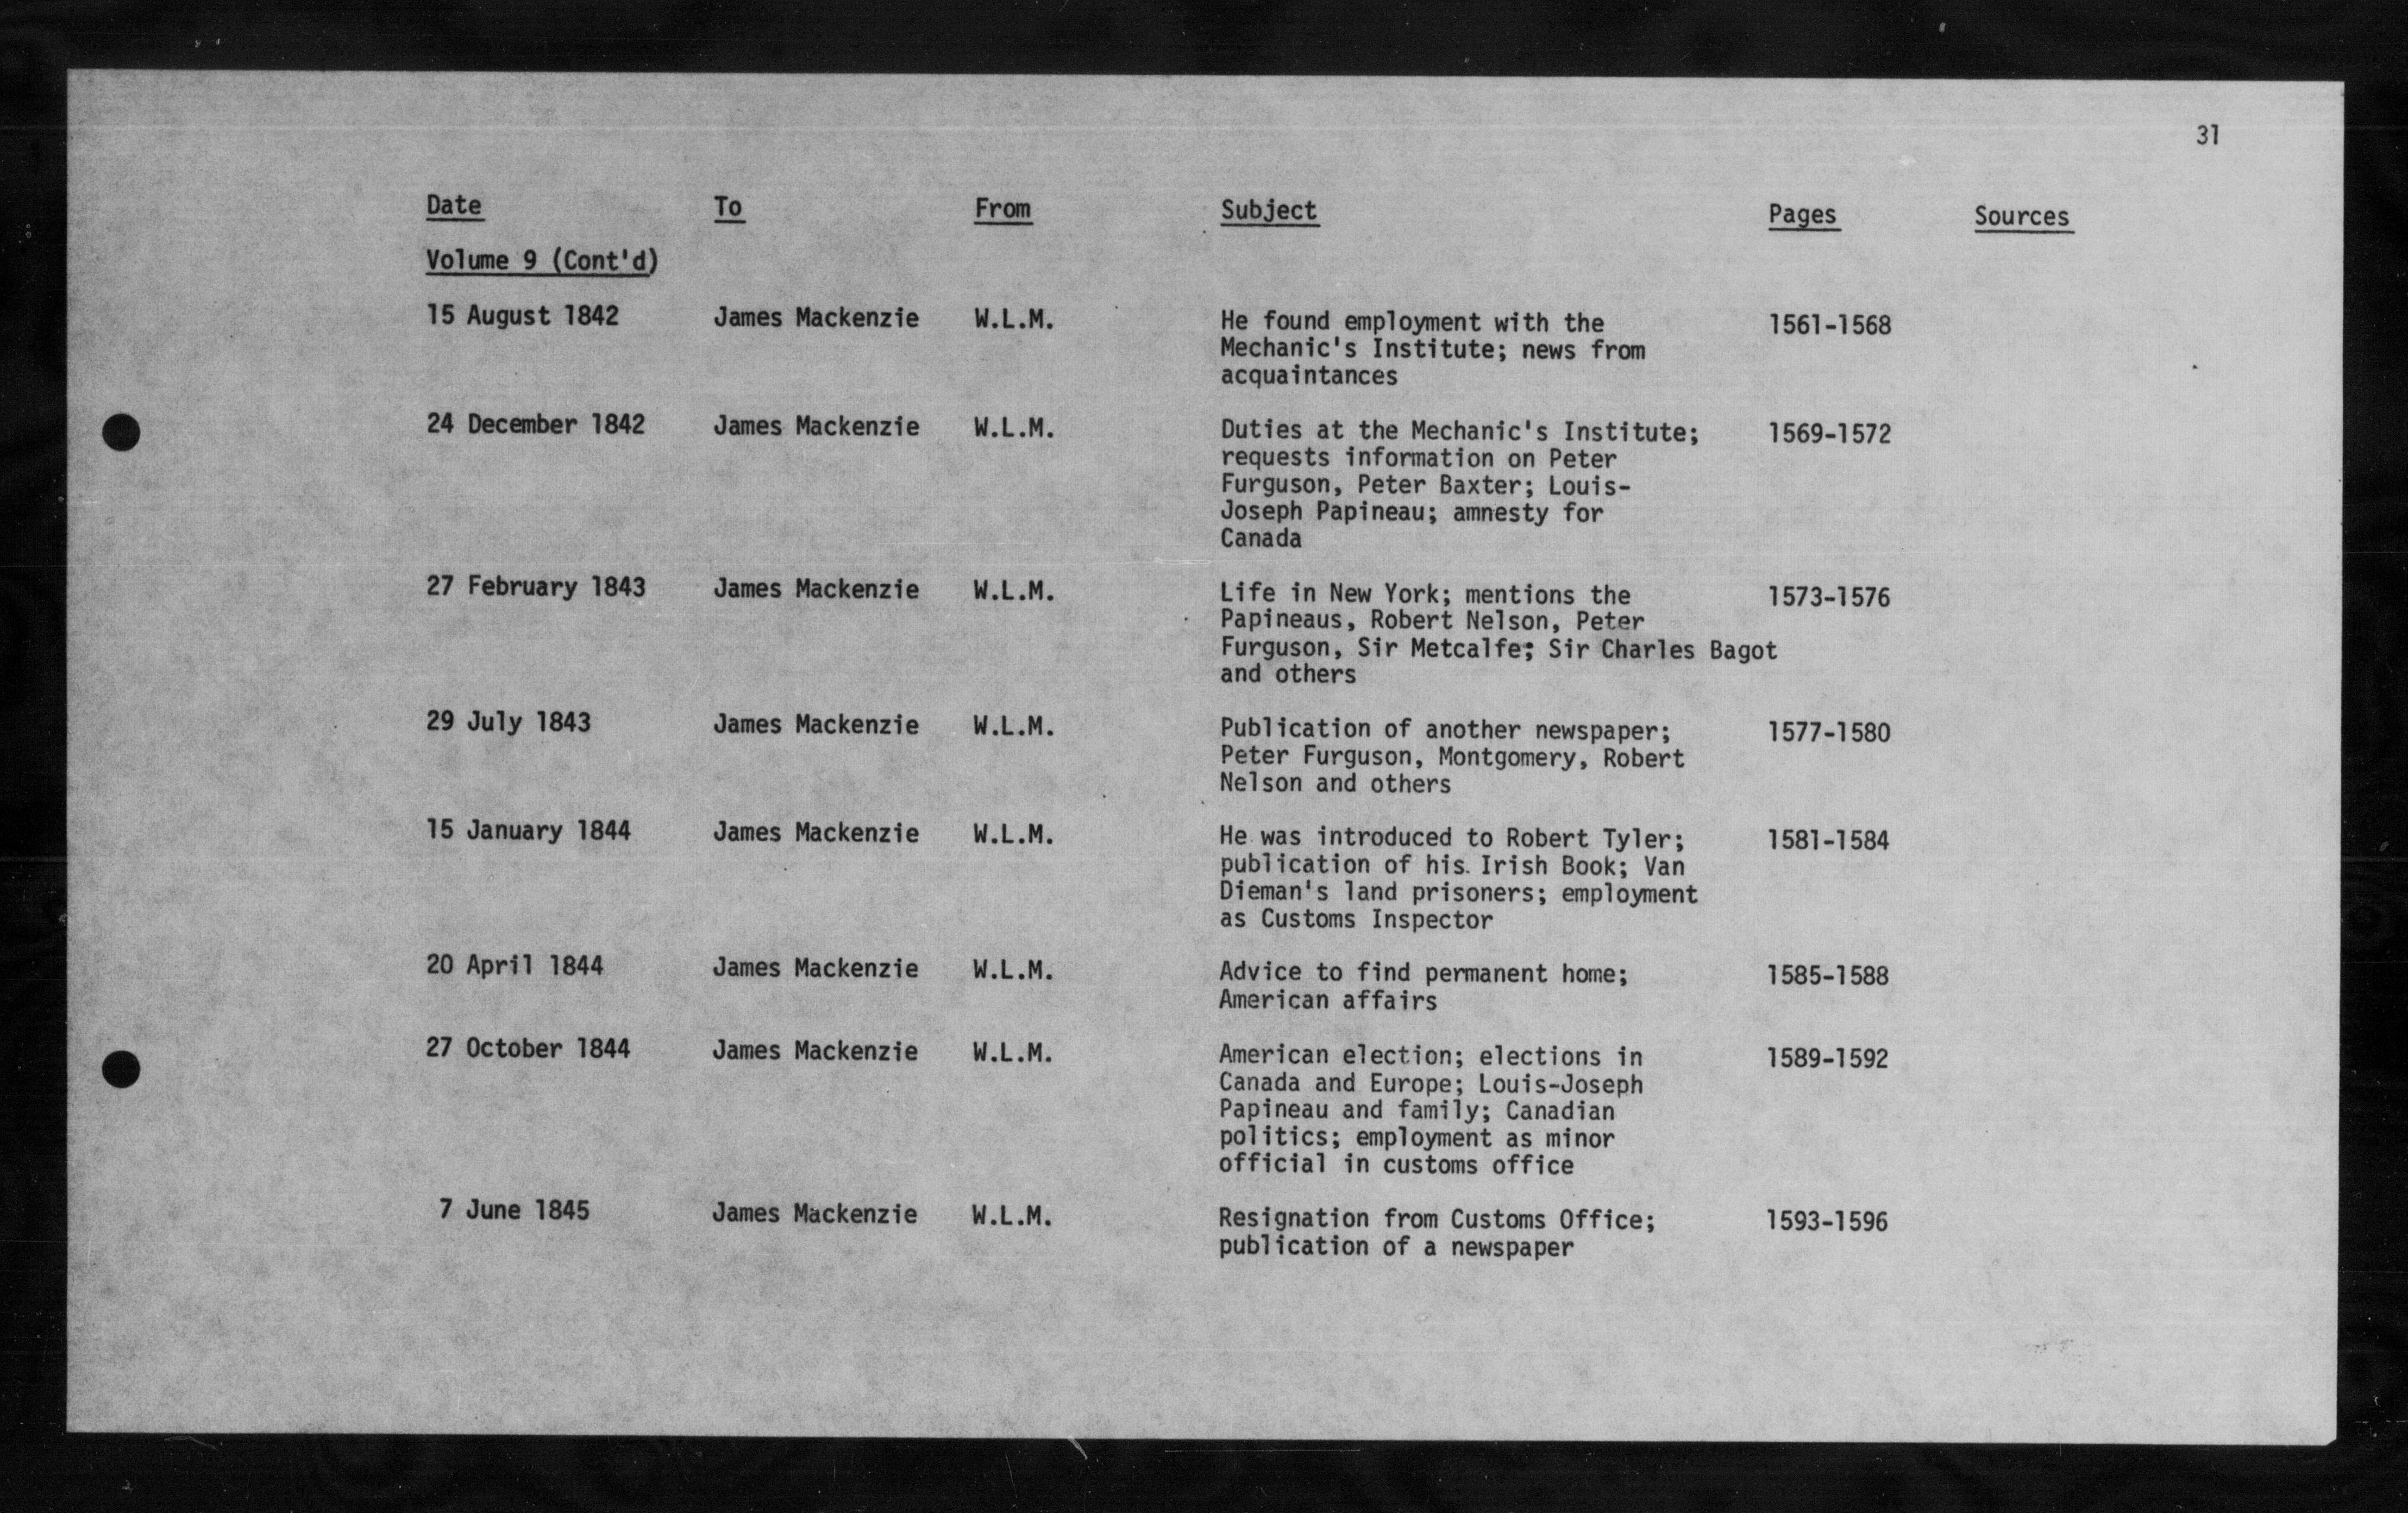 31
Date To From Subject Pages Sources
Volume 9 (Cont'd)
15 August 1842 James Mackenzie W.L.M. He found employment with the 1561-1568
Mechanic's Institute; news from
acquaintances
24 December 1842 James Mackenzie W.L.M. Duties at the Mechanic's Institute; 1569-1572
requests information on Peter
Furguson, Peter Baxter; Louis-
Joseph Papineau; amnesty for
Canada
27 February 1843 James Mackenzie W.L.M. Life in New York; mentions the 1573-1576
Papineaus, Robert Nelson, Peter
Furguson, Sir Metcalfe; Sir Charles Bagot
and others
29 July 1843 James Mackenzie W.L.M. Publication of another newspaper; 1577-1580
Peter Furguson, Montgomery, Robert
Nelson and others
15 January 1844 James Mackenzie W.L.M. He was introduced to Robert Tyler; 1581-1584
publication of his Irish Book; Van
Dieman's land prisoners; employment
as Customs Inspector
20 April 1844 James Mackenzie W.L.M. Advice to find permanent home; 1585-1588
American affairs
27 October 1844 James Mackenzie W.L.M. American election; elections in 1589-1592
Canada and Europe; Louis-Joseph
Papineau and family; Canadian
politics; employment as minor
official in customs office
7 June 1845 James Mackenzie W.L.M. Resignation from Customs Office; 1593-1596
publication of a newspaper